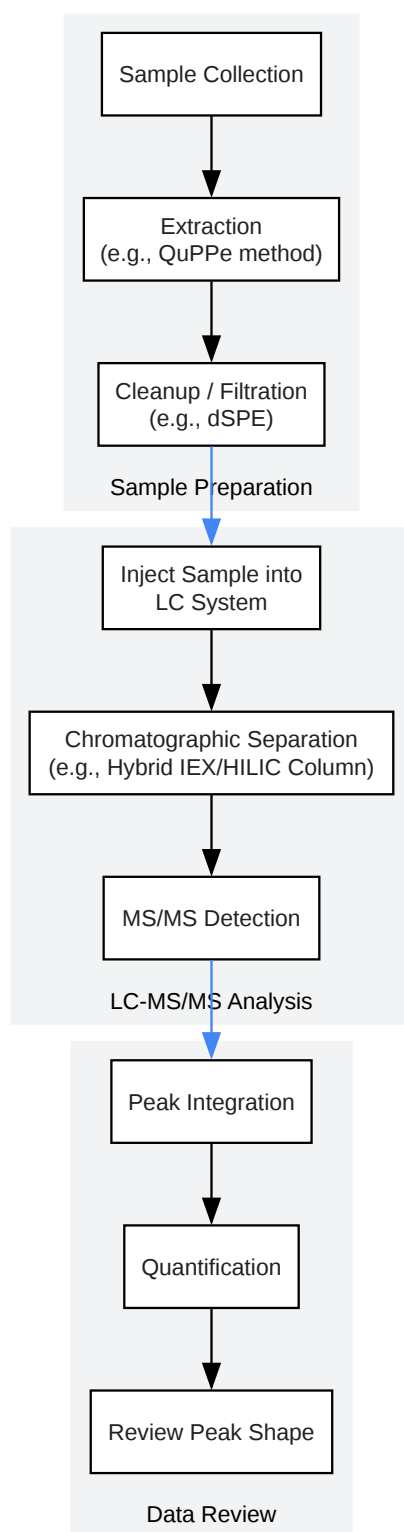 Sample Collection
Extraction
(e.g., QuPPe method)
Cleanup / Filtration
(e.g., dSPE)
Sample Preparation
Inject Sample into
LC System
Chromatographic Separation
(e.g., Hybrid IEX/HILIC Column)
MS/MS Detection
LC-MS/MS Analysis
Peak Integration
Quantification
Review Peak Shape
Data Review